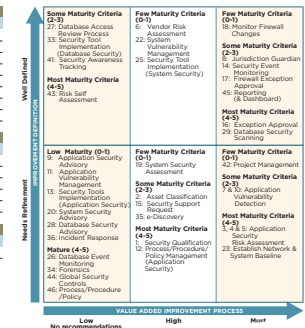 Well Defined
Needs Refinement
IMPROVEMENT DEFINITION
Some Maturity Criteria
(2-3)
27: Database Access
Review Process
33: Security Tool
Implementation
(Database Security)
41: Security Awareness
Tracking
Most Maturity Criteria
(4-5)
43: Risk Self
Assessment
Few Maturity Criteria
(0-1)
6: Vendor Risk
Assessment
22: System
Vulnerability
Management
25: Security Tool
Implementation
(System Security)
Few Maturity Criteria
(0-1)
18: Monitor Firewall
Changes
Some Maturity Criteria
(2-3)
8: Jurisdiction Guardian
14: Security Event
Monitoring
17: Firewall Exception
Approval
45: Reporting
(& Dashboard)
Most Maturity Criteria (4-5)
16: Exception Approval
29: Database Security
Scanning
Low Maturity (0-1)
9: Application Security
Advisory
11: Application
Vulnerability
Management
13: Security Tools
Implementation
(Application Security)
20: System Security
Advisory
28: Database Security
Advisory
36: Incident Response
Mature (4-5)
26: Database Event
Monitoring
34: Forensics
44: Global Security
Controls
46: Process/Procedure
/Policy
Few Maturity Criteria
(0-1)
19: System Security
Assessment
Some Maturity Criteria
(2-3)
2: Asset Classification
15: Security Support
Request
35: e-Discovery
Most Maturity Criteria
(4-5)
1: Security Qualification
12: Process/Procedure/
Policy Management
(Application
Security)
Few Maturity Criteria
(0-1)
42: Project Management
Some Maturity Criteria
(2-3)
7 & 10: Application
Vulnerability
Detection
Most Maturity Criteria
(4-5)
3, 4 & 5: Application
Security
Risk Assessment
23: Establish Network &
System Baseline
VALUE ADDED IMPROVEMENT PROCESS
Low
No recommendations
High
Most